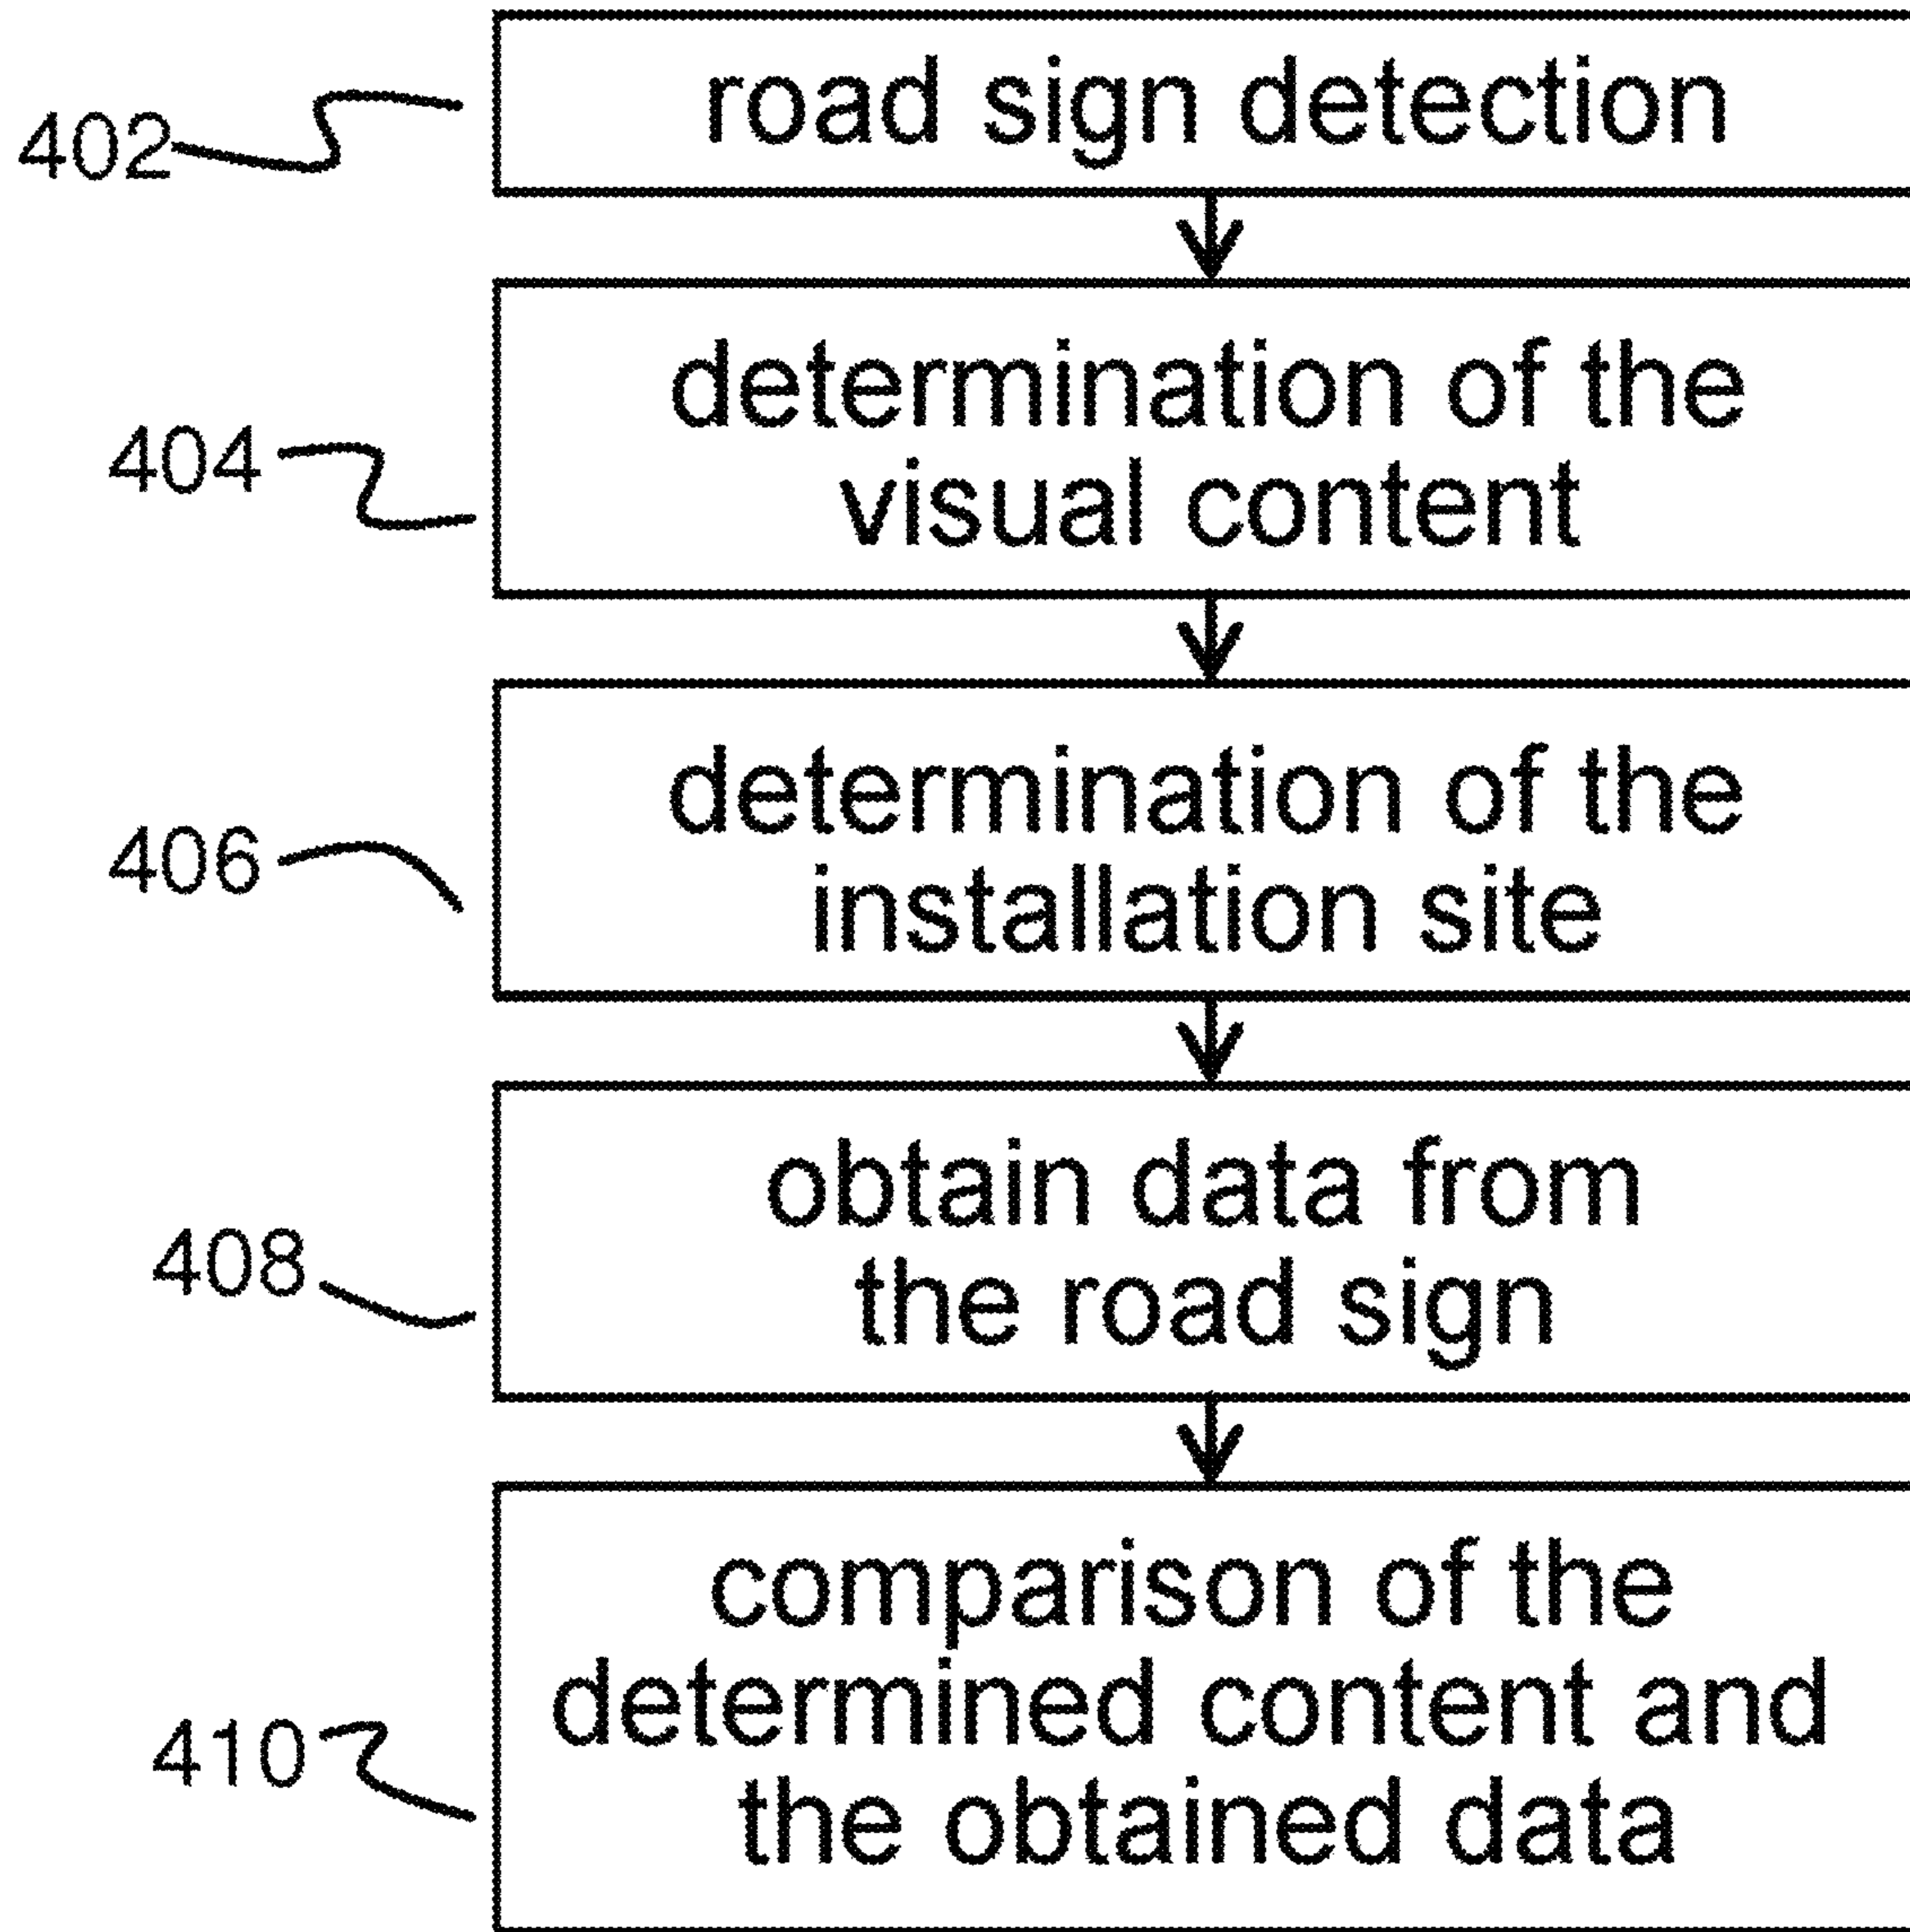 402
road sign detection
404
determination of the
visual content
406
determination of the
installation site
408
obtain data from
the road sign
410
comparison of the
determined content and
the obtained data